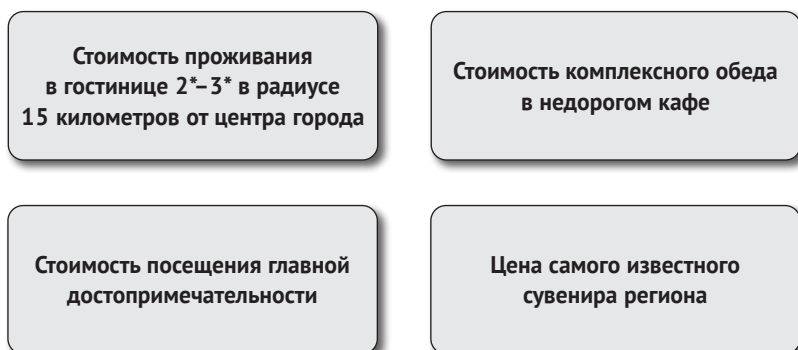 Стоимость проживания
в гостинице 2*–3* в радиусе
15 километров от центра города
Стоимость комплексного обеда
в недорогом кафе
Стоимость посещения главной
достопримечательности
Цена самого известного
сувенира региона